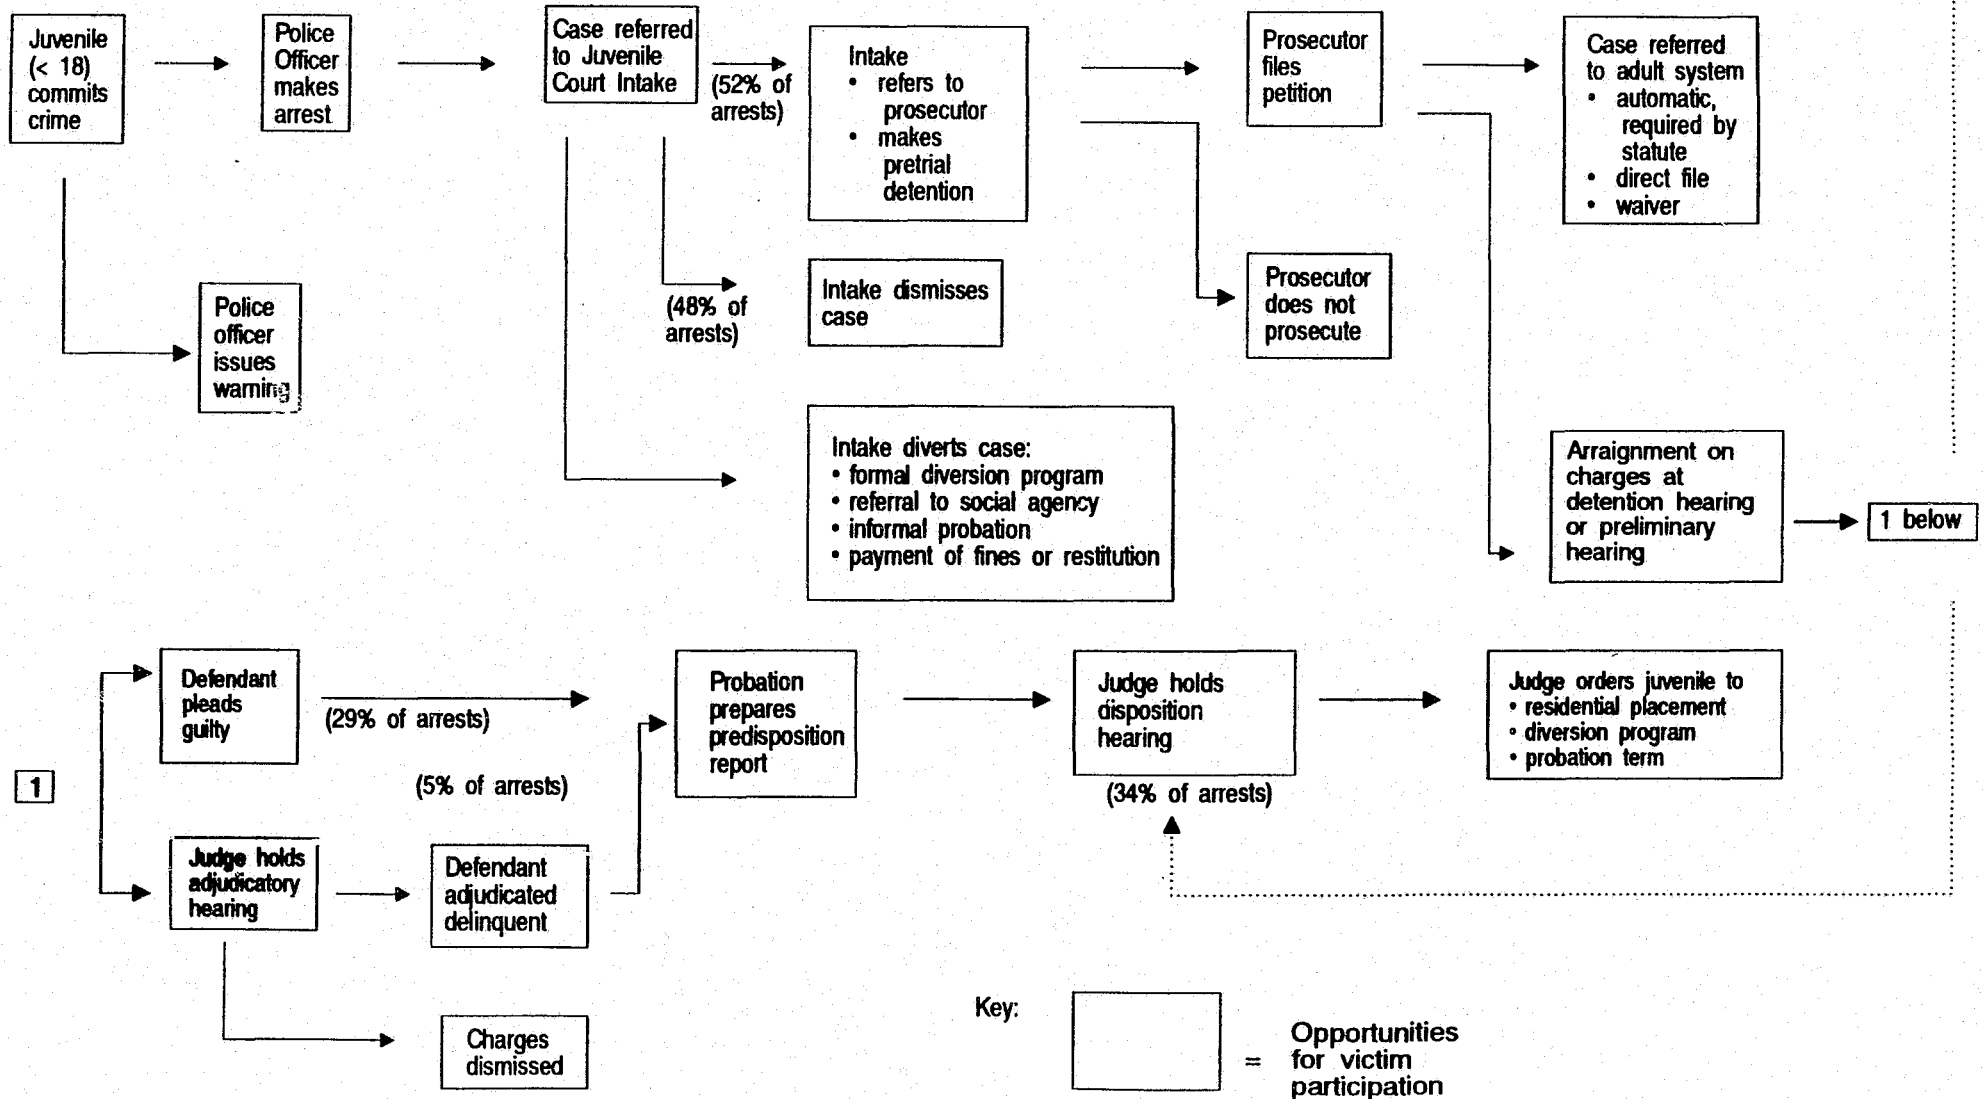 Juvenile
(< 18)
commits
crime
Police
Officer
makes
arrest
Case referred
to Juvenile
Court Intake
(52% of
arrests)
Intake
• refers to
prosecutor
• makes
pretrial
detention
Prosecutor
files
petition
Case referred
to adult system
• automatic,
required by
statute
• direct file
• waiver
Police
officer
issues
warning
(48% of
arrests)
Intake dismisses
case
Prosecutor
does not
prosecute
Intake diverts case:
• formal diversion program
• referral to social agency
• informal probation
• payment of fines or restitution
Arraignment on
charges at
detention hearing
or preliminary
hearing
1 below
1
Defendant
pleads
guilty
(29% of arrests)
(5% of arrests)
Probation
prepares
predisposition
report
Judge holds
disposition
hearing
(34% of arrests)
Judge orders juvenile to
• residential placement
• diversion program
• probation term
Judge holds
adjudicatory
hearing
Defendant
adjudicated
delinquent
Charges
dismissed
Key:
=
Opportunities
for victim
participation